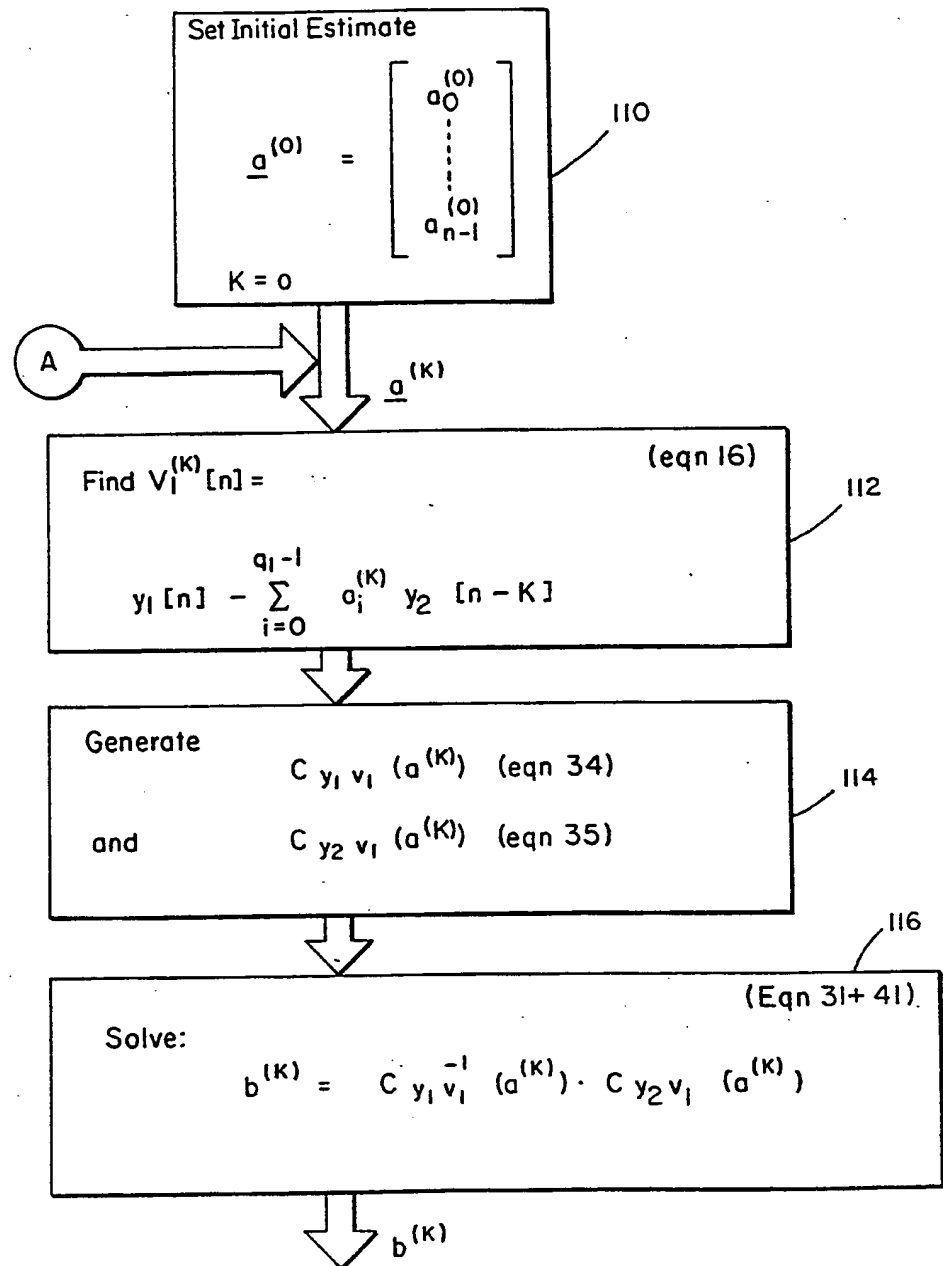 Set Initial Estimate
a₀⁽⁰⁾
110
a⁽⁰⁾ =
aₙ₋₁⁽⁰⁾
K = 0
A
a⁽ᴷ⁾
(eqn 16)
Find V₁⁽ᴷ⁾ [n] =
112
q₁ -1
y₁ [n] - Σ aᵢ⁽ᴷ⁾ y₂ [n - K]
i=0
Generate
C y₁ v₁ (a⁽ᴷ⁾) (eqn 34)
114
and C y₂ v₁ (a⁽ᴷ⁾) (eqn 35)
116
(Eqn 31+ 41)
Solve:
b⁽ᴷ⁾ = C y₁ v₁⁻¹ (a⁽ᴷ⁾) · C y₂ v₁ (a⁽ᴷ⁾)
b⁽ᴷ⁾